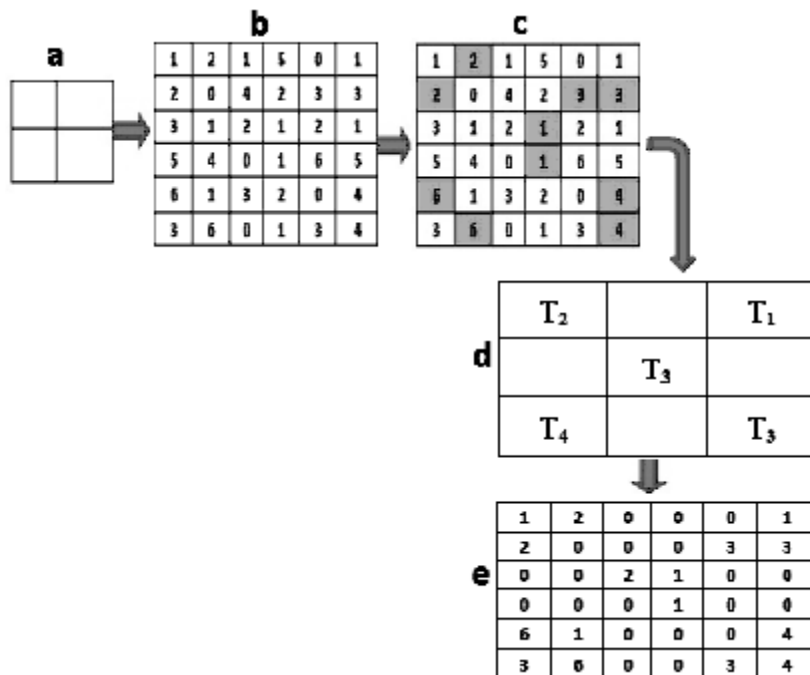 a b c
1 2 1 5 0 1
2 0 4 2 3 3
3 1 2 1 2 1
5 4 0 1 6 5
6 1 3 2 0 4
3 6 0 1 3 4
1 2 1 5 0 1
2 0 4 2 3 3
3 1 2 1 2 1
5 4 0 1 6 5
6 1 3 2 0 4
3 6 0 1 3 4
d
T₂ T₁
T₃
T₄ T₃
e
1 2 0 0 0 1
2 0 0 0 3 3
0 0 2 1 0 0
0 0 0 1 0 0
6 1 0 0 0 4
3 6 0 0 3 4